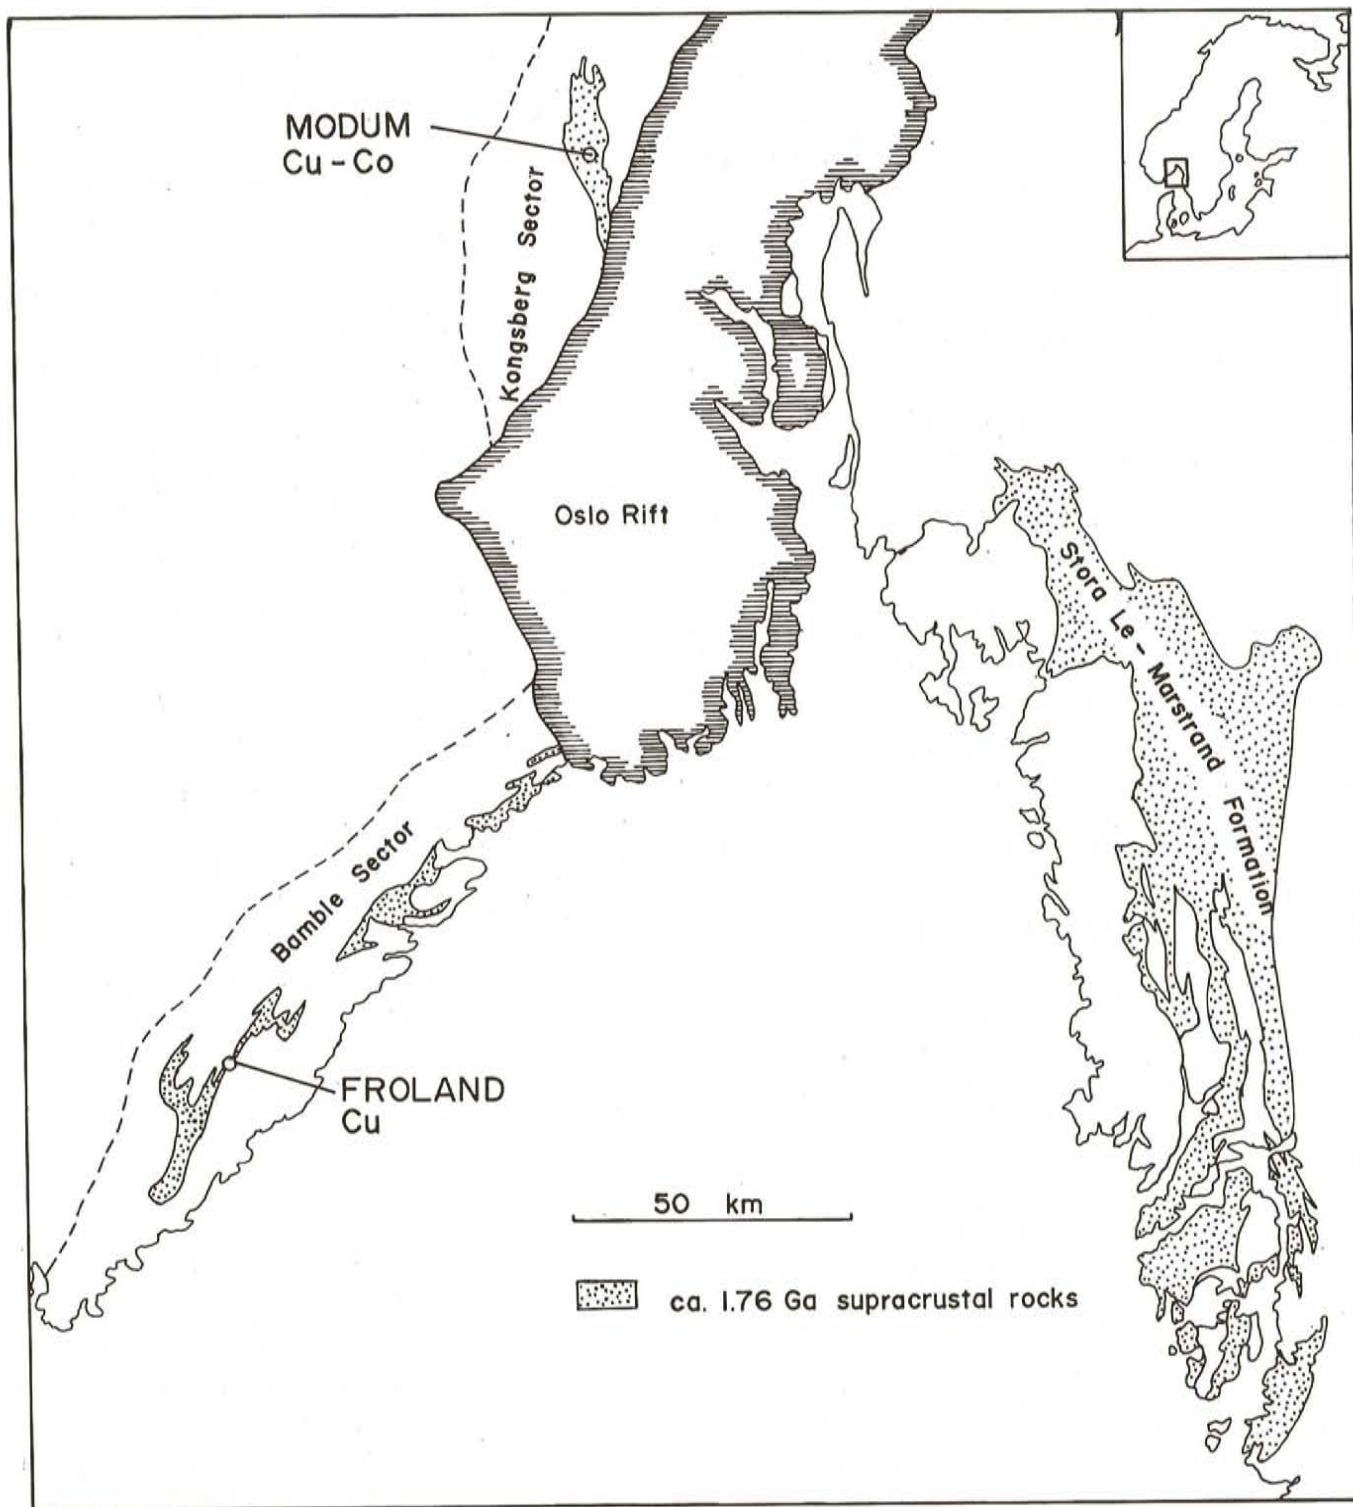 MODUM
Cu-Co
Kongsberg Sector
Oslo Rift
Stora Le-Marstrand Formation
Bamble Sector
FROLAND
Cu
50 km
ca. 1.76 Ga supracrustal rocks